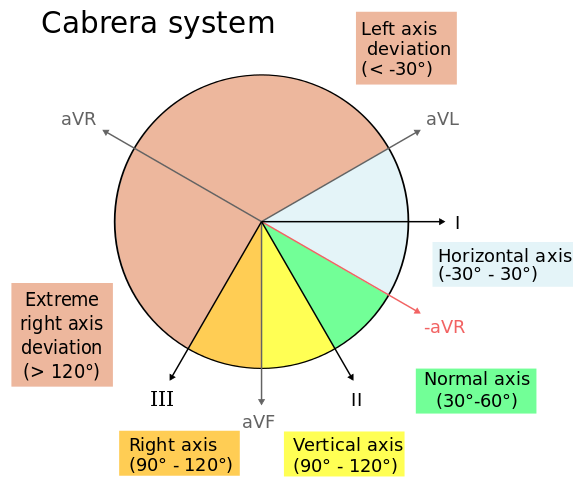 Cabrera system
Left axis
deviation
(< -30°)
aVR
aVL
I
Horizontal axis
(-30° - 30°)
Extreme
right axis
deviation
(> 120°)
-aVR
Normal axis
(30°-60°)
III
II
aVF
Right axis
(90° - 120°)
Vertical axis
(90° - 120°)